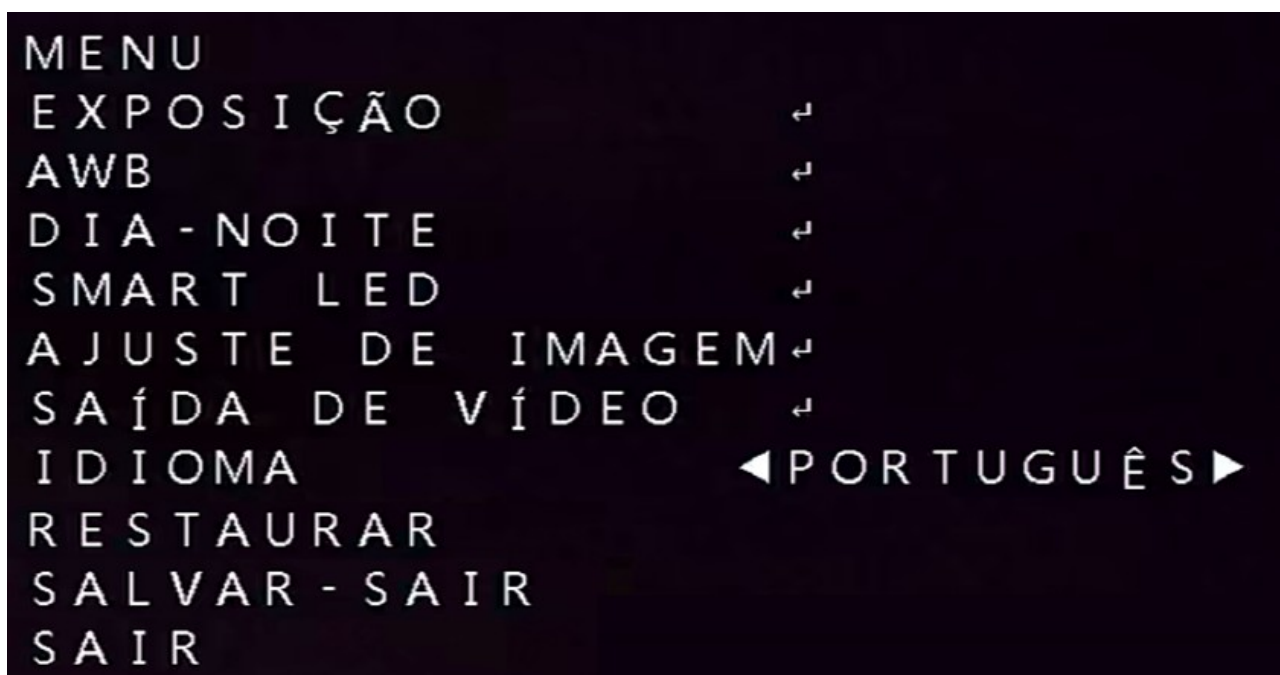 MENU
EXPOSIÇÃO ↵
AWB ↵
DIA-NOITE ↵
SMART LED ↵
AJUSTE DE IMAGEM ↵
SAÍDA DE VÍDEO ↵
IDIOMA ◀PORTUGUÊS▶
RESTAURAR
SALVAR-SAIR
SAIR